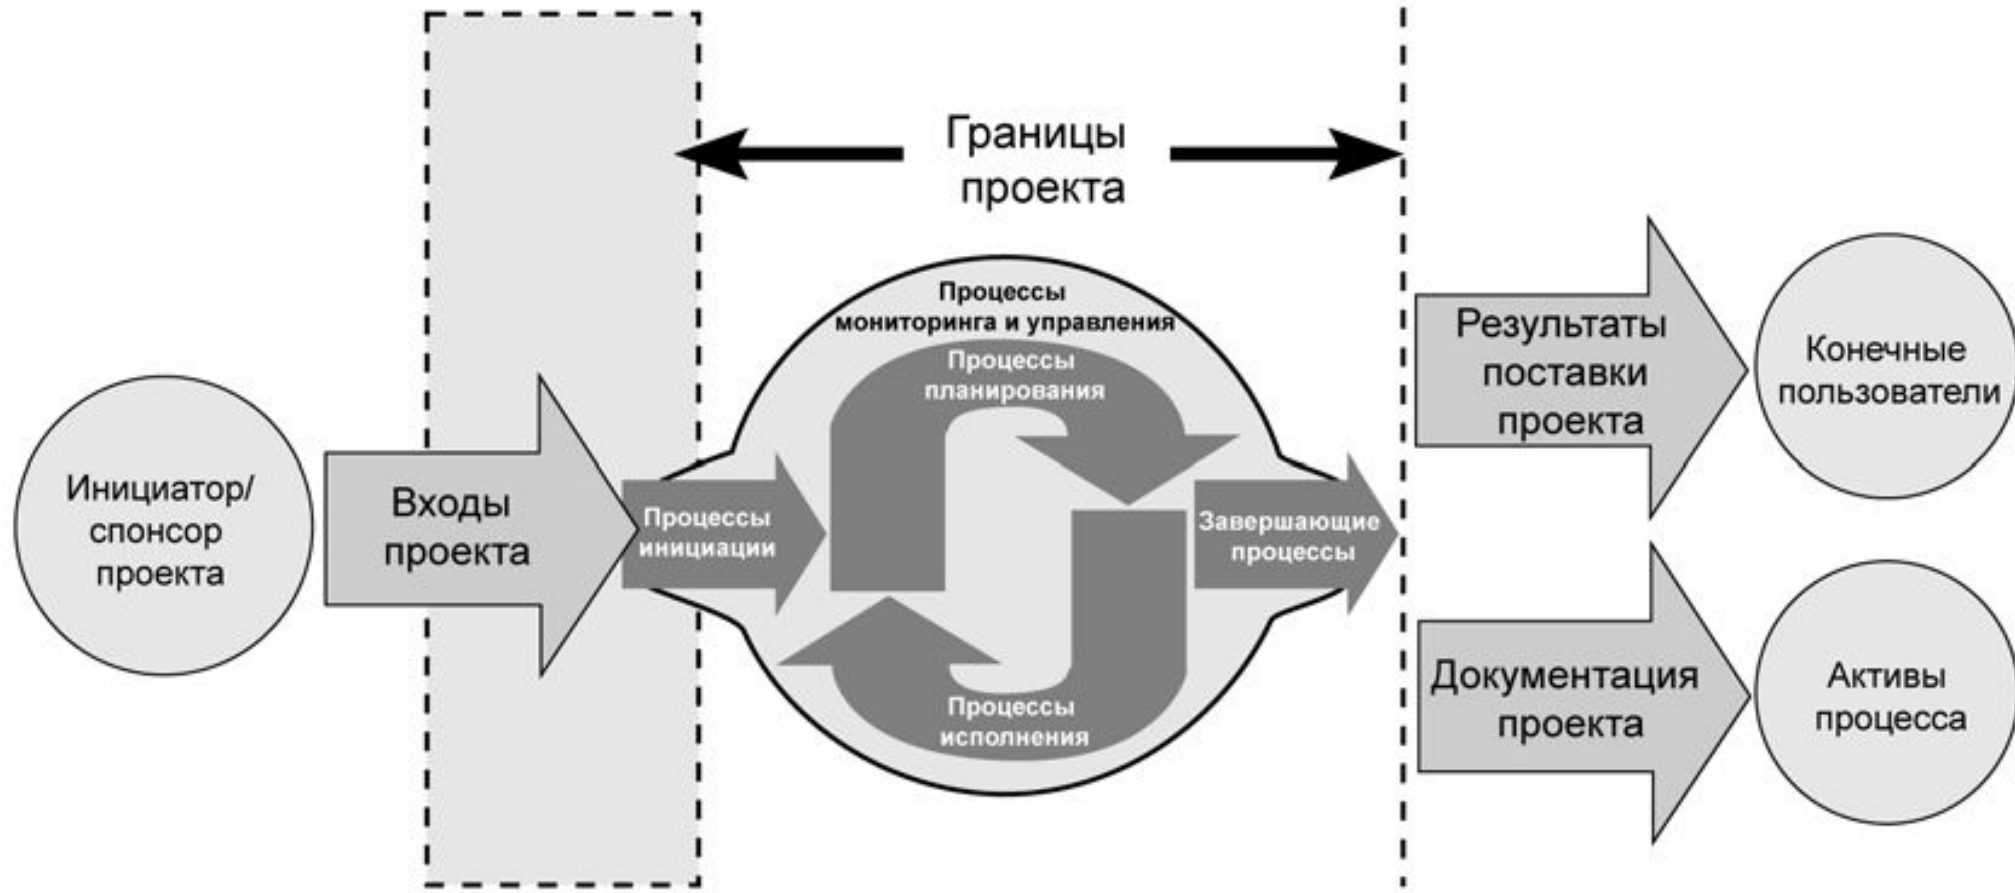 Границы
проекта
Процессы
мониторинга и управления
Процессы
планирования
Инициатор/
спонсор
проекта
Входы
проекта
Процессы
инициации
Завершающие
процессы
Процессы
исполнения
Результаты
поставки
проекта
Конечные
пользователи
Документация
проекта
Активы
процесса